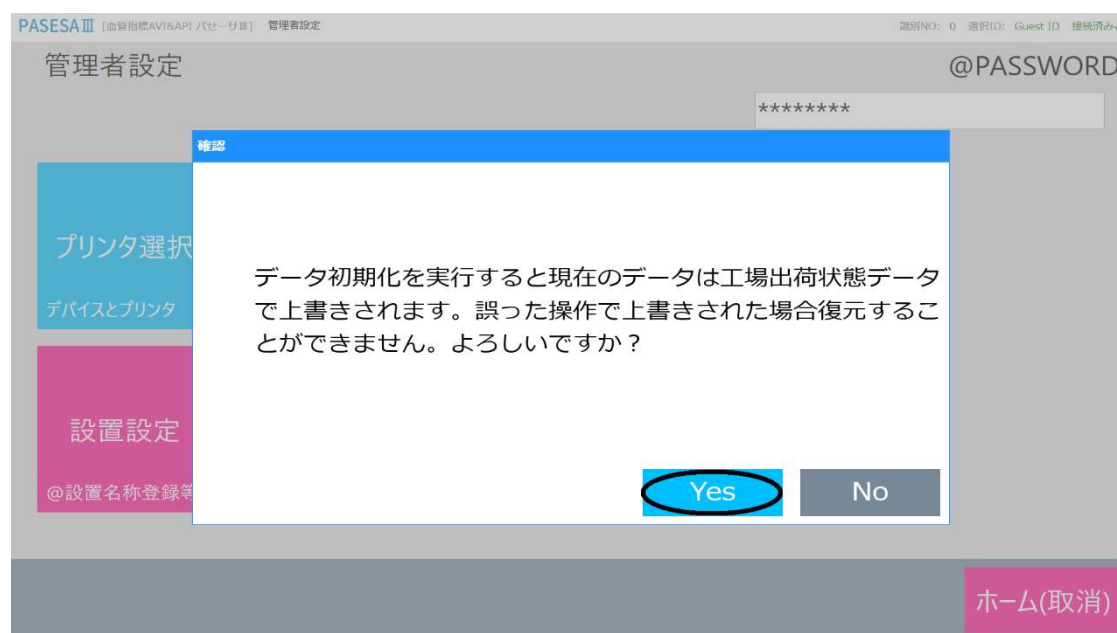 PASESAⅢ [血管指標AVI&API パセーサⅢ] 管理者設定 識別NO: 0 選択ID: Guest ID 接続済み
管理者設定 @PASSWORD
********
確認
プリンタ選択
デバイスとプリンタ
データ初期化を実行すると現在のデータは工場出荷状態データ
で上書きされます。誤った操作で上書きされた場合復元するこ
とができません。よろしいですか？
設置設定
@設置名称登録等
Yes No
ホーム(取消)